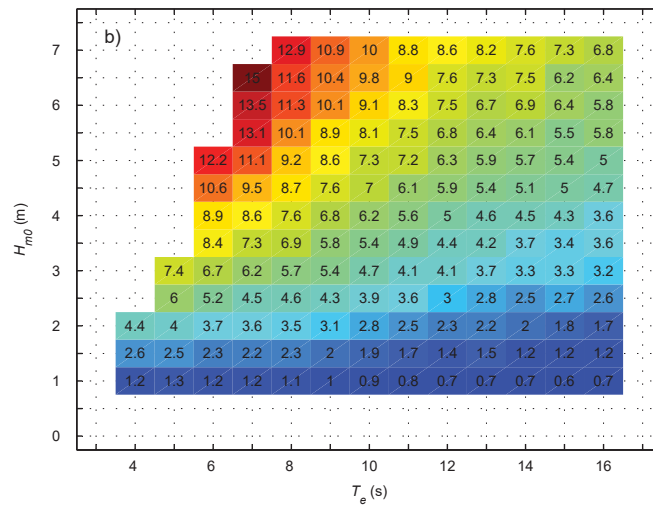 b)
7 12.9 10.9 10 8.8 8.6 8.2 7.6 7.3 6.8
15 11.6 10.4 9.8 9 7.6 7.3 7.5 6.2 6.4
6 13.5 11.3 10.1 9.1 8.3 7.5 6.7 6.9 6.4 5.8
13.1 10.1 8.9 8.1 7.5 6.8 6.4 6.1 5.5 5.8
5 12.2 11.1 9.2 8.6 7.3 7.2 6.3 5.9 5.7 5.4 5
10.6 9.5 8.7 7.6 7 6.1 5.9 5.4 5.1 5 4.7
4 8.9 8.6 7.6 6.8 6.2 5.6 5 4.6 4.5 4.3 3.6
8.4 7.3 6.9 5.8 5.4 4.9 4.4 4.2 3.7 3.4 3.6
3 7.4 6.7 6.2 5.7 5.4 4.7 4.1 4.1 3.7 3.3 3.3 3.2
6 5.2 4.5 4.6 4.3 3.9 3.6 3 2.8 2.5 2.7 2.6
2 4.4 4 3.7 3.6 3.5 3.1 2.8 2.5 2.3 2.2 2 1.8 1.7
2.6 2.5 2.3 2.2 2.3 2 1.9 1.7 1.4 1.5 1.2 1.2 1.2
1 1.2 1.3 1.2 1.2 1.1 1 0.9 0.8 0.7 0.7 0.7 0.6 0.7
0
4 6 8 10 12 14 16
H_m0 (m)
T_e (s)